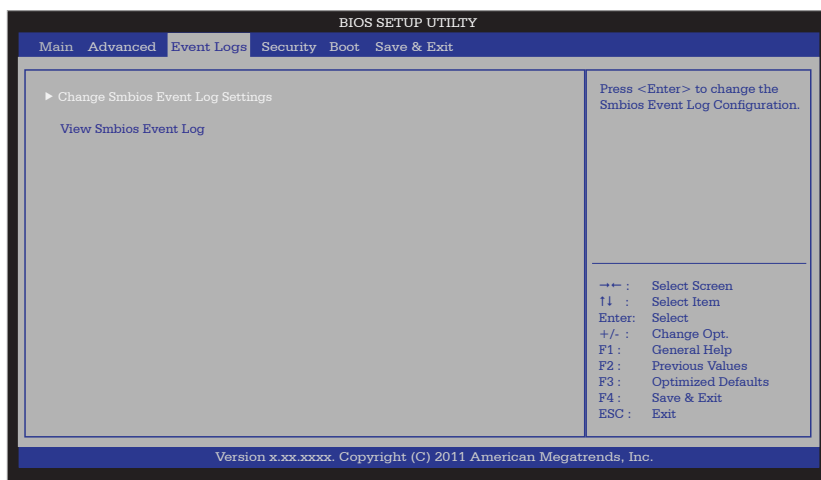 BIOS SETUP UTILTY
Main Advanced Event Logs Security Boot Save & Exit
▶ Change Smbios Event Log Settings
View Smbios Event Log
Press <Enter> to change the
Smbios Event Log Configuration.
→← : Select Screen
↑↓ : Select Item
Enter: Select
+/- : Change Opt.
F1 : General Help
F2 : Previous Values
F3 : Optimized Defaults
F4 : Save & Exit
ESC : Exit
Version x.xx.xxxx. Copyright (C) 2011 American Megatrends, Inc.